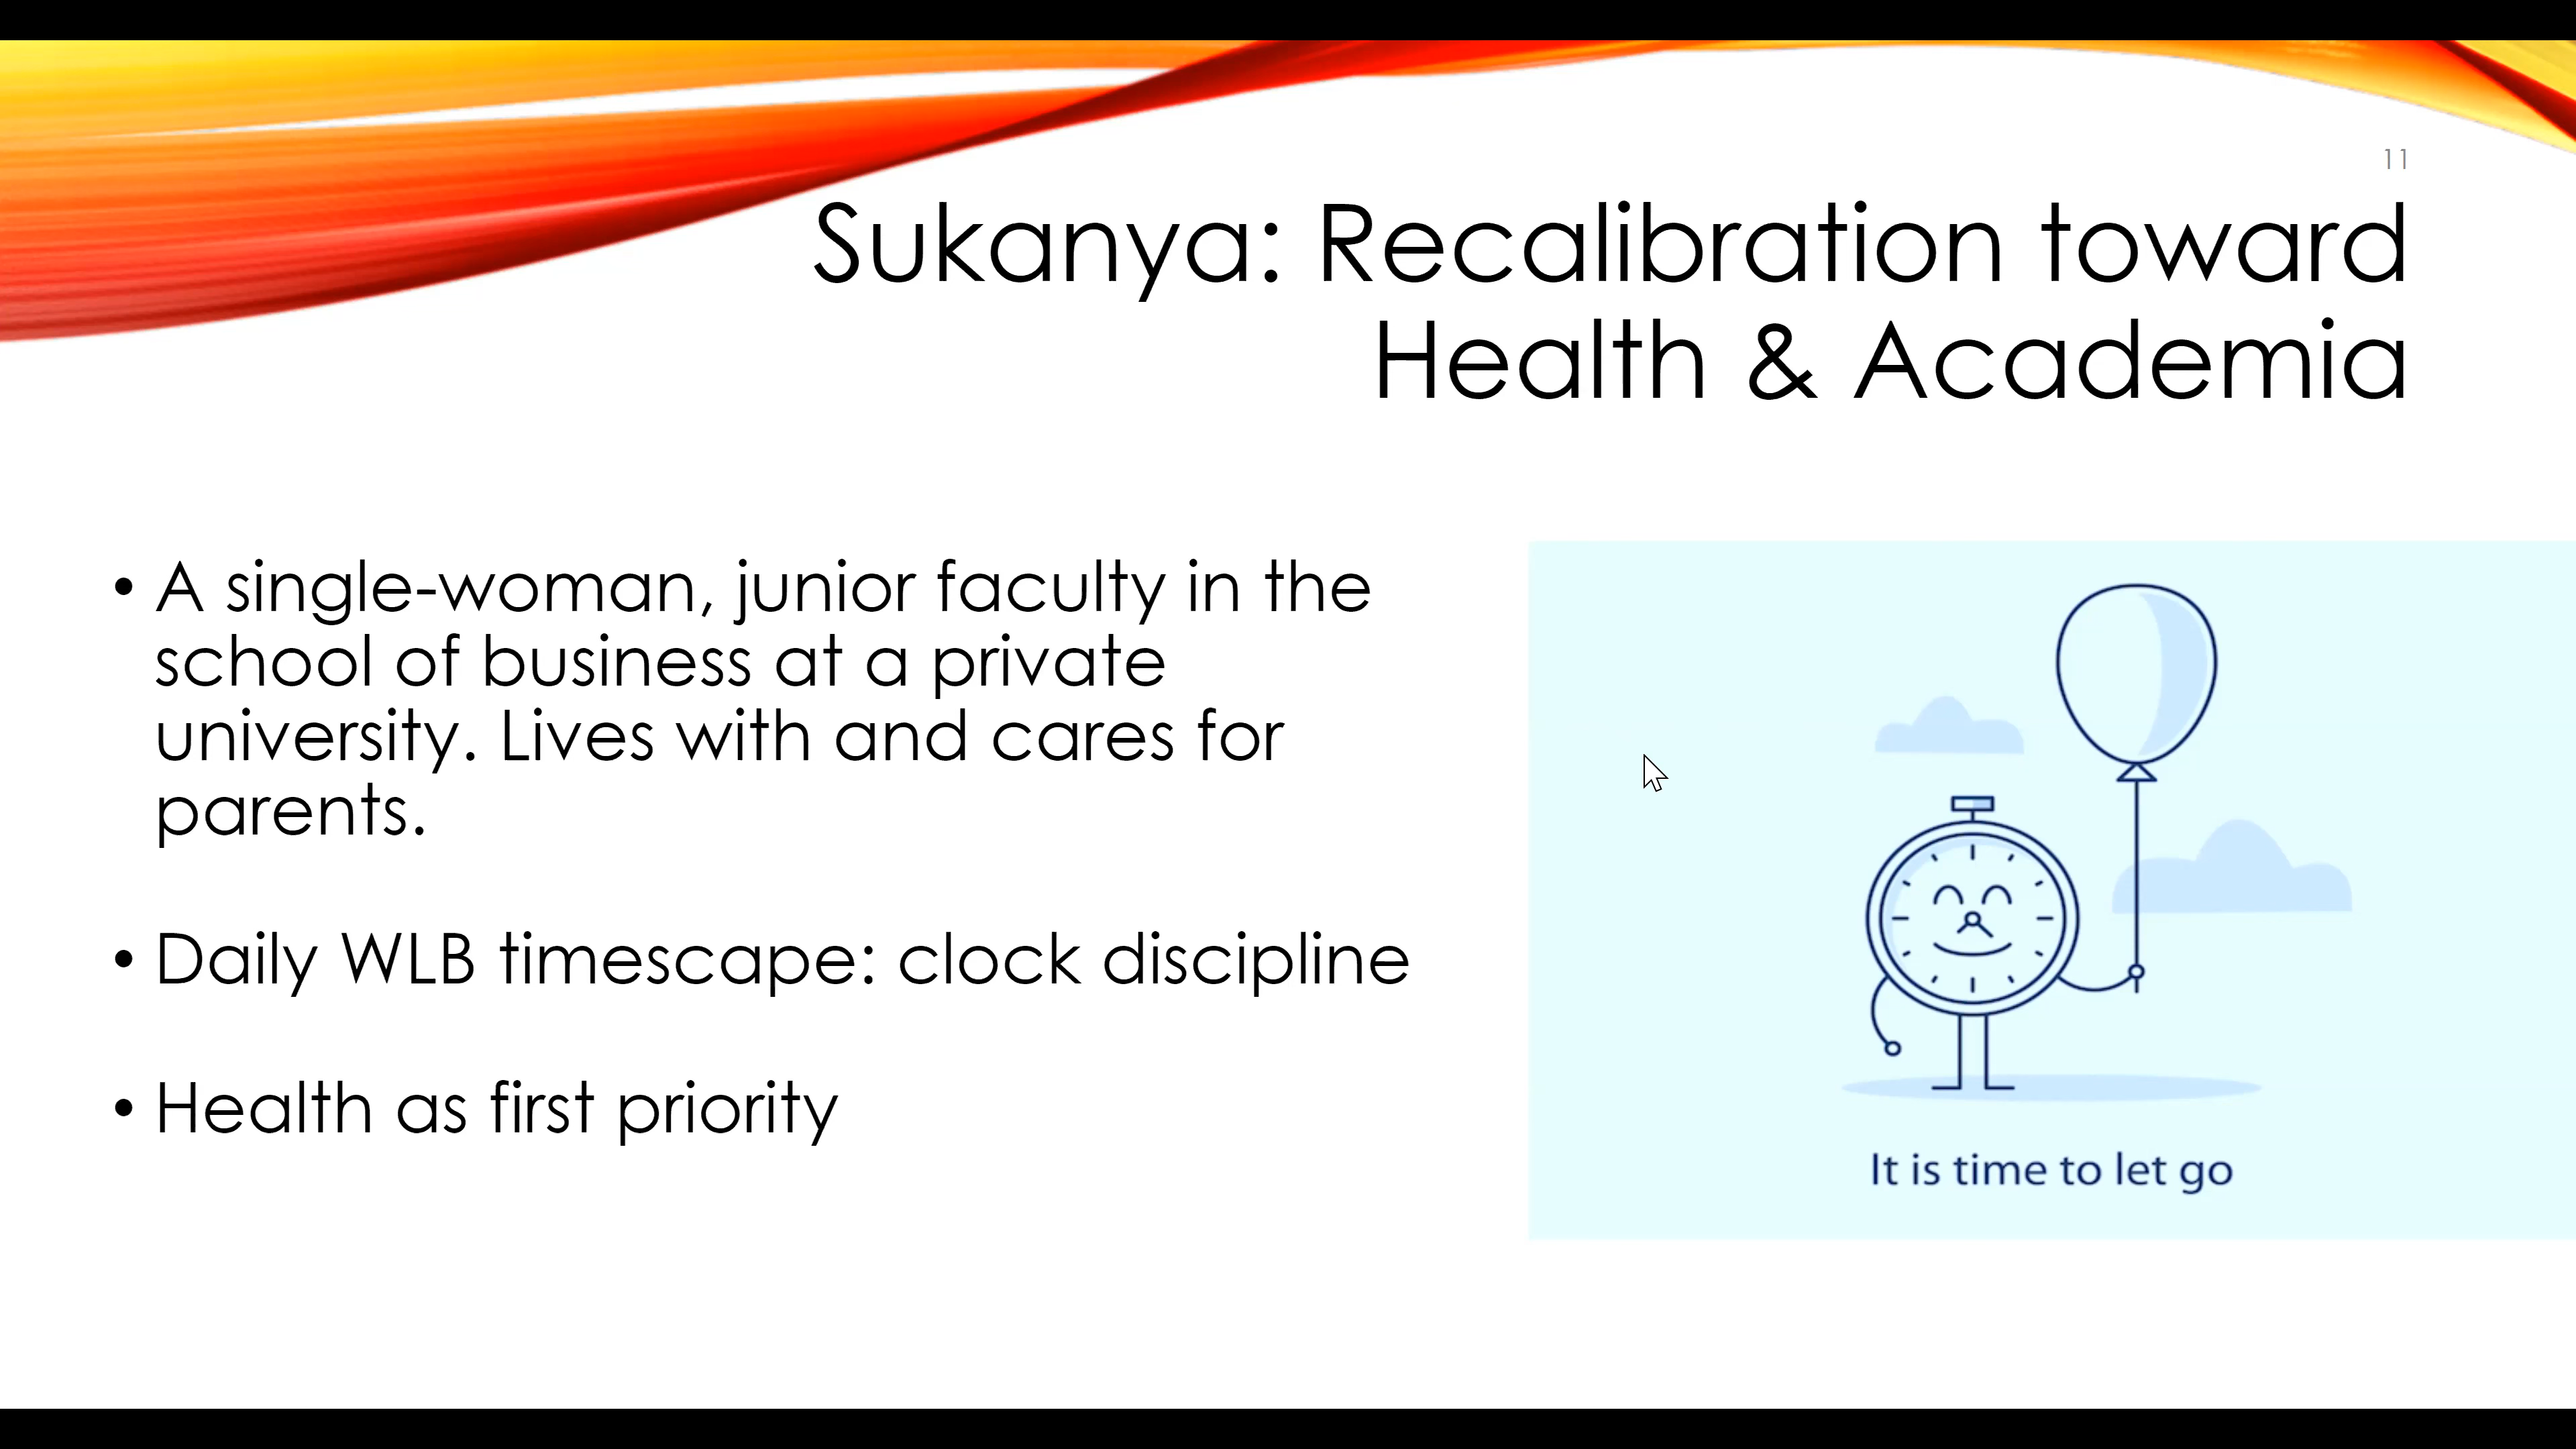 11
Sukanya: Recalibration toward
Health & Academia
• A single-woman, junior faculty in the
school of business at a private
university. Lives with and cares for
parents.
• Daily WLB timescape: clock discipline
• Health as first priority
It is time to let go